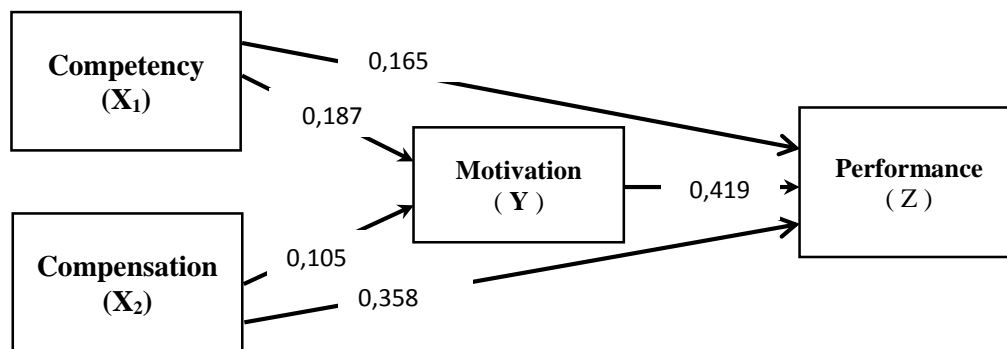 Competency
(X₁)
0,165
0,187
Motivation
( Y )
0,419
Performance
( Z )
Compensation
(X₂)
0,105
0,358